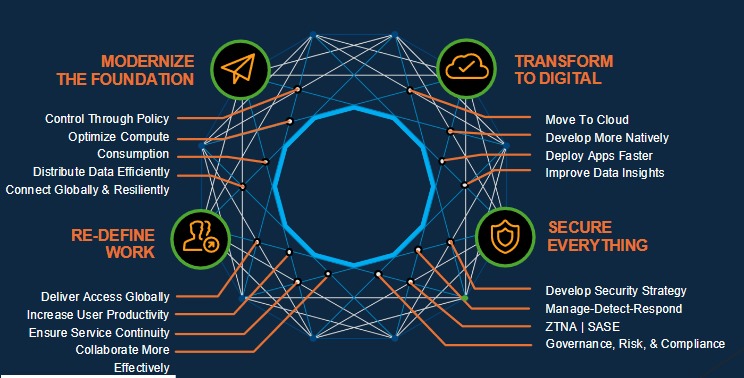 MODERNIZE
THE FOUNDATION
Control Through Policy
Optimize Compute
Consumption
Distribute Data Efficiently
Connect Globally & Resiliently
TRANSFORM
TO DIGITAL
Move To Cloud
Develop More Natively
Deploy Apps Faster
Improve Data Insights
RE-DEFINE
WORK
Deliver Access Globally
Increase User Productivity
Ensure Service Continuity
Collaborate More
Effectively
SECURE
EVERYTHING
Develop Security Strategy
Manage-Detect-Respond
ZTNA | SASE
Governance, Risk, & Compliance